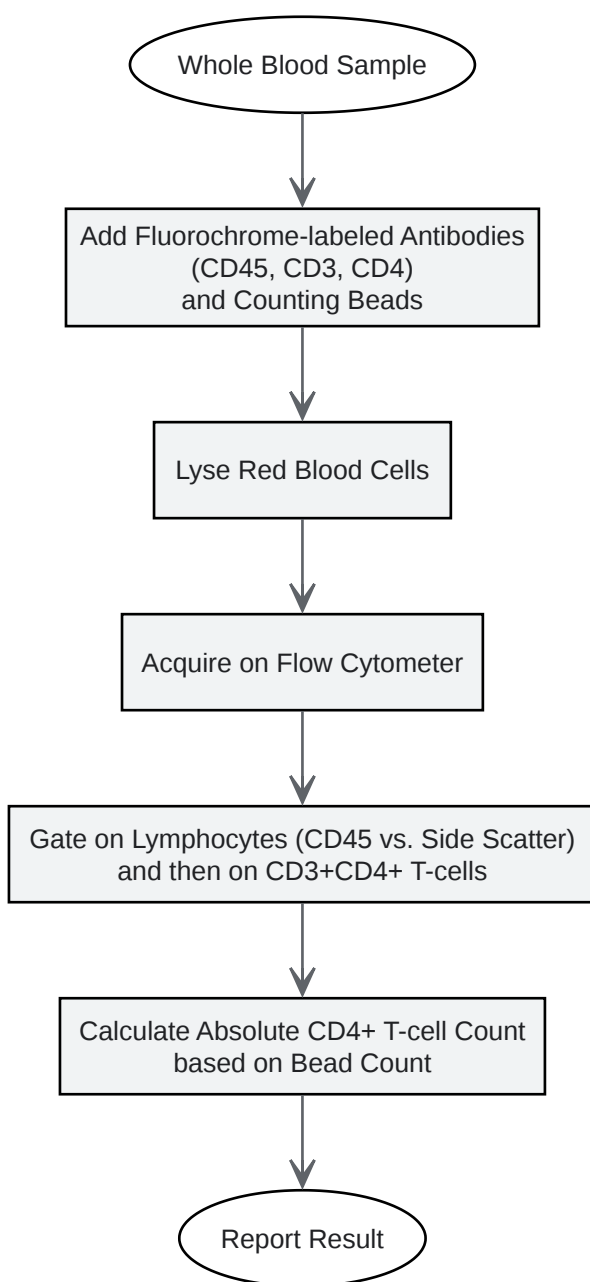 Whole Blood Sample
Add Fluorochrome-labeled Antibodies
(CD45, CD3, CD4)
and Counting Beads
Lyse Red Blood Cells
Acquire on Flow Cytometer
Gate on Lymphocytes (CD45 vs. Side Scatter)
and then on CD3+CD4+ T-cells
Calculate Absolute CD4+ T-cell Count
based on Bead Count
Report Result